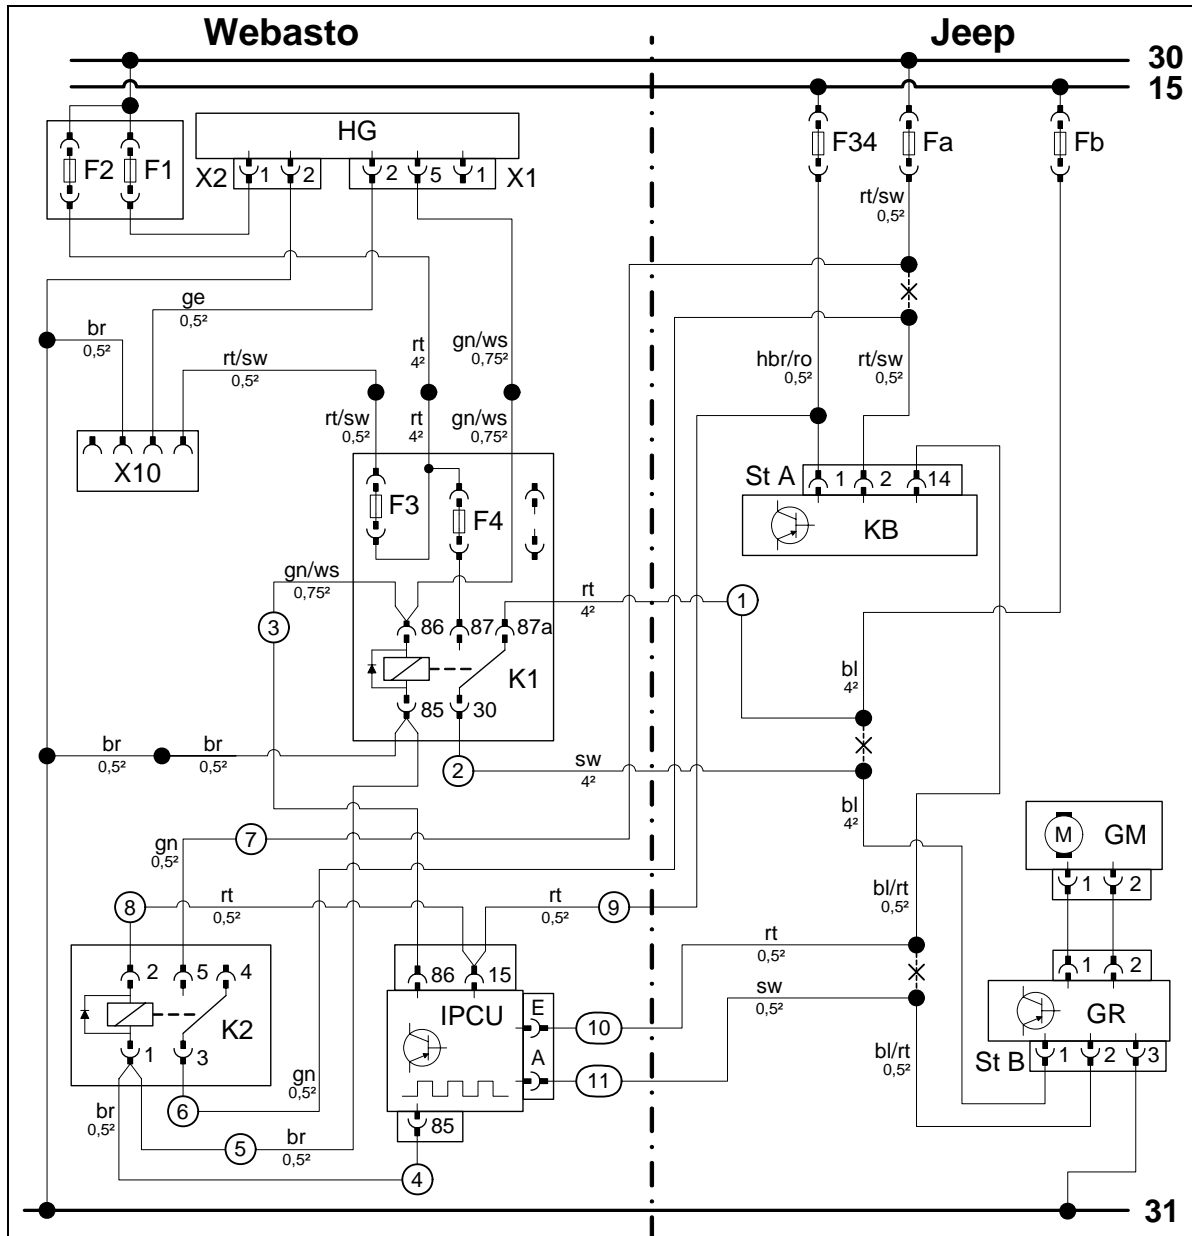 Webasto Jeep
30
15
HG
F2 F1
X2 1 2 2 5 1 X1
F34 Fa Fb
rt/sw
0,5²
ge
0,5²
br
0,5²
rt/sw
0,5²
rt
4²
gn/ws
0,75²
hbr/ro
0,5²
rt/sw
0,5²
rt/sw
0,5²
rt
4²
gn/ws
0,75²
X10
St A 1 2 14
KB
F3 F4
gn/ws
0,75²
rt
4²
1
3
86 87 87a
K1
85 30
bl
4²
br
0,5²
br
0,5²
2
sw
4²
bl
4²
M GM
1 2
gn
0,5²
7
8
rt
0,5²
rt
0,5²
9
bl/rt
0,5²
rt
0,5²
2 5 4
K2
1 3
86 15
IPCU
E
10
A
11
85
sw
0,5²
1 2
GR
St B 1 2 3
bl/rt
0,5²
gn
0,5²
6
br
0,5²
5
br
0,5²
4
31